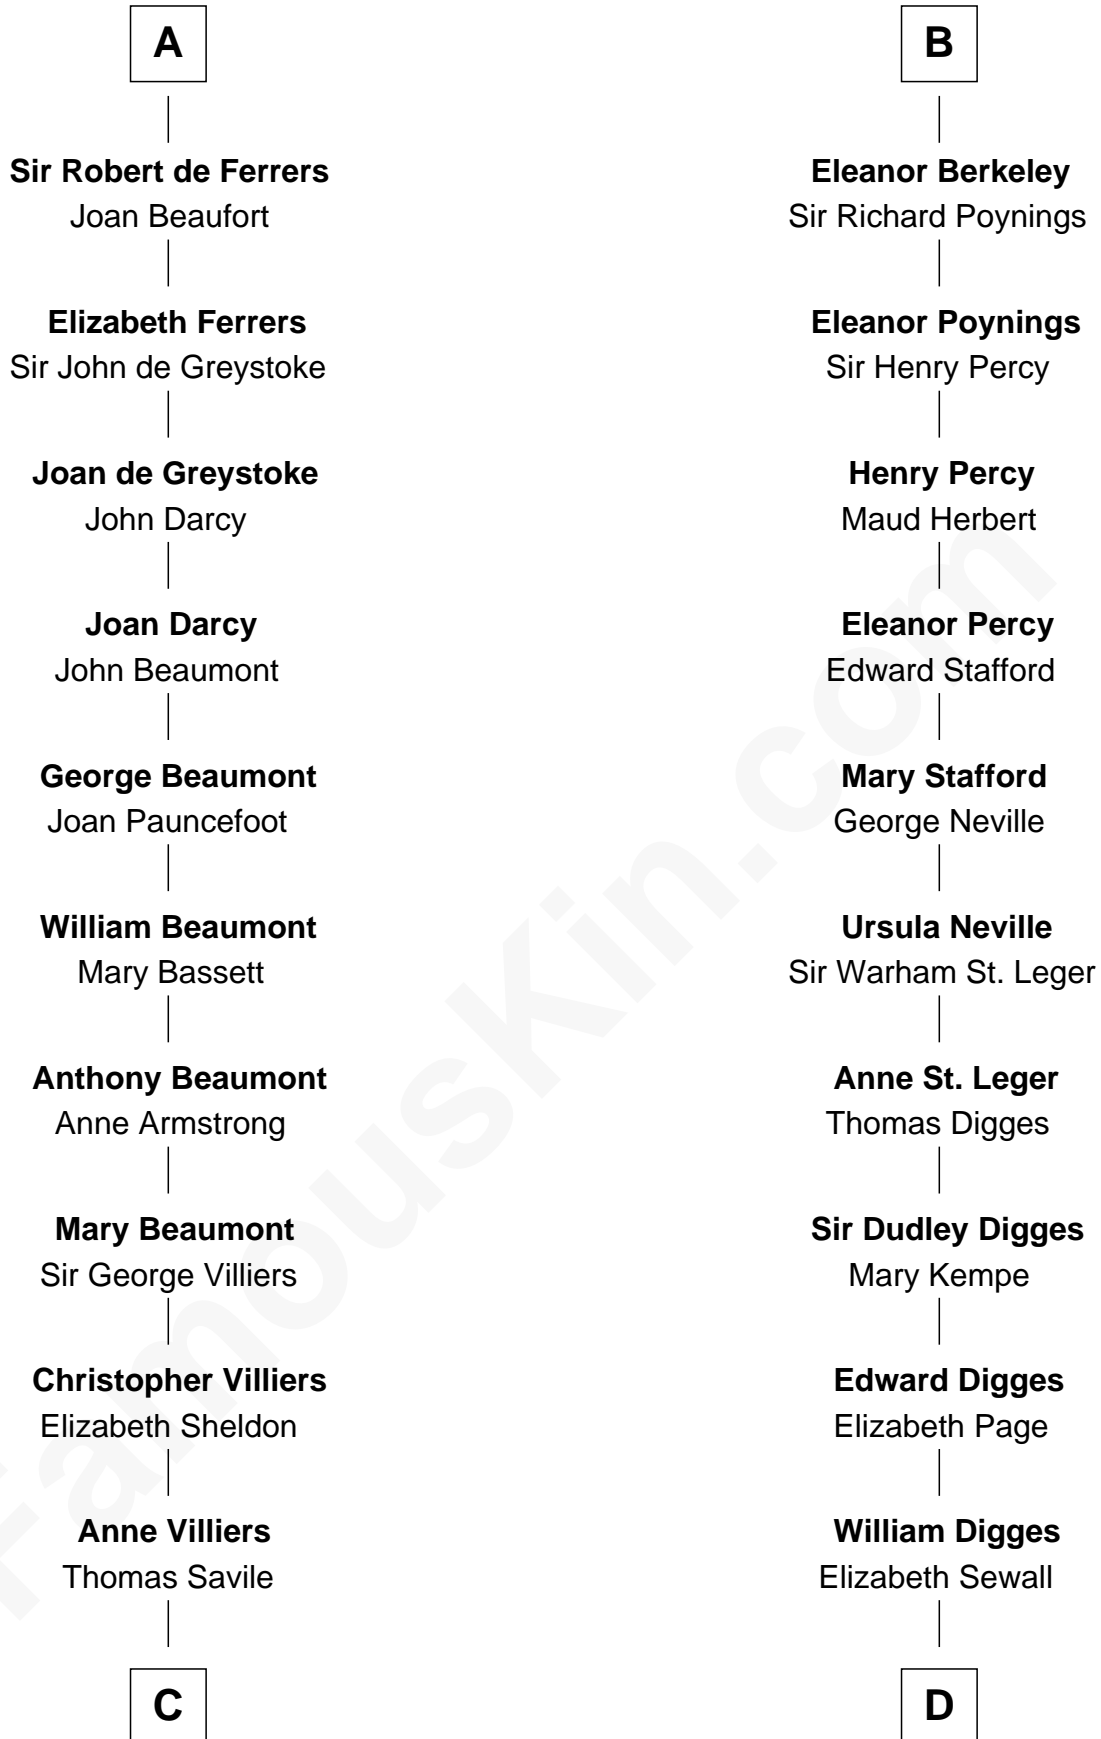 A
Sir Robert de Ferrers
Joan Beaufort
Elizabeth Ferrers
Sir John de Greystoke
Joan de Greystoke
John Darcy
Joan Darcy
John Beaumont
George Beaumont
Joan Pauncefoot
William Beaumont
Mary Bassett
Anthony Beaumont
Anne Armstrong
Mary Beaumont
Sir George Villiers
Christopher Villiers
Elizabeth Sheldon
Anne Villiers
Thomas Savile
C
B
Eleanor Berkeley
Sir Richard Poynings
Eleanor Poynings
Sir Henry Percy
Henry Percy
Maud Herbert
Eleanor Percy
Edward Stafford
Mary Stafford
George Neville
Ursula Neville
Sir Warham St. Leger
Anne St. Leger
Thomas Digges
Sir Dudley Digges
Mary Kempe
Edward Digges
Elizabeth Page
William Digges
Elizabeth Sewall
D
FamousKin.com